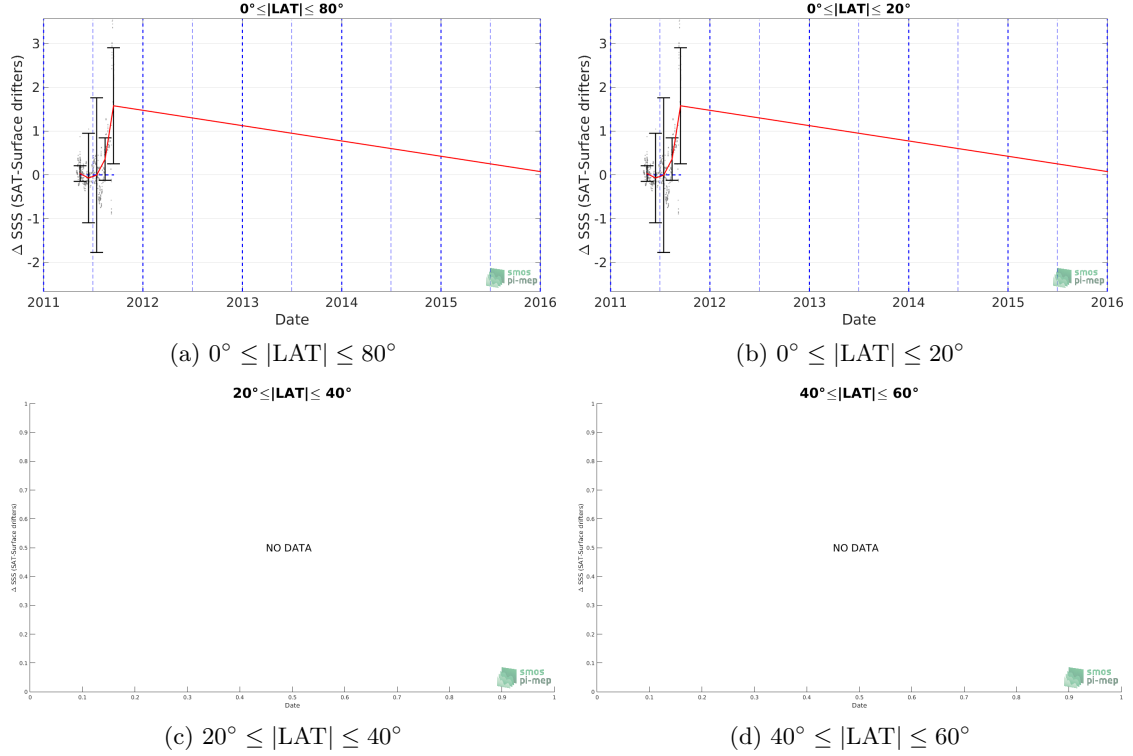 0°≤|LAT|≤ 80°
Δ SSS (SAT-Surface drifters)
3
2
1
0
-1
-2
2011 2012 2013 2014 2015 2016
Date
smos
pi-mep
(a) 0° ≤ |LAT| ≤ 80°
0°≤|LAT|≤ 20°
Δ SSS (SAT-Surface drifters)
3
2
1
0
-1
-2
2011 2012 2013 2014 2015 2016
Date
smos
pi-mep
(b) 0° ≤ |LAT| ≤ 20°
20°≤|LAT|≤ 40°
Δ SSS (SAT-Surface drifters)
1
0.9
0.8
0.7
0.6
0.5
0.4
0.3
0.2
0.1
0
NO DATA
0 0.1 0.2 0.3 0.4 0.5 0.6 0.7 0.8 0.9 1
Date
smos
pi-mep
(c) 20° ≤ |LAT| ≤ 40°
40°≤|LAT|≤ 60°
Δ SSS (SAT-Surface drifters)
1
0.9
0.8
0.7
0.6
0.5
0.4
0.3
0.2
0.1
0
NO DATA
0 0.1 0.2 0.3 0.4 0.5 0.6 0.7 0.8 0.9 1
Date
smos
pi-mep
(d) 40° ≤ |LAT| ≤ 60°